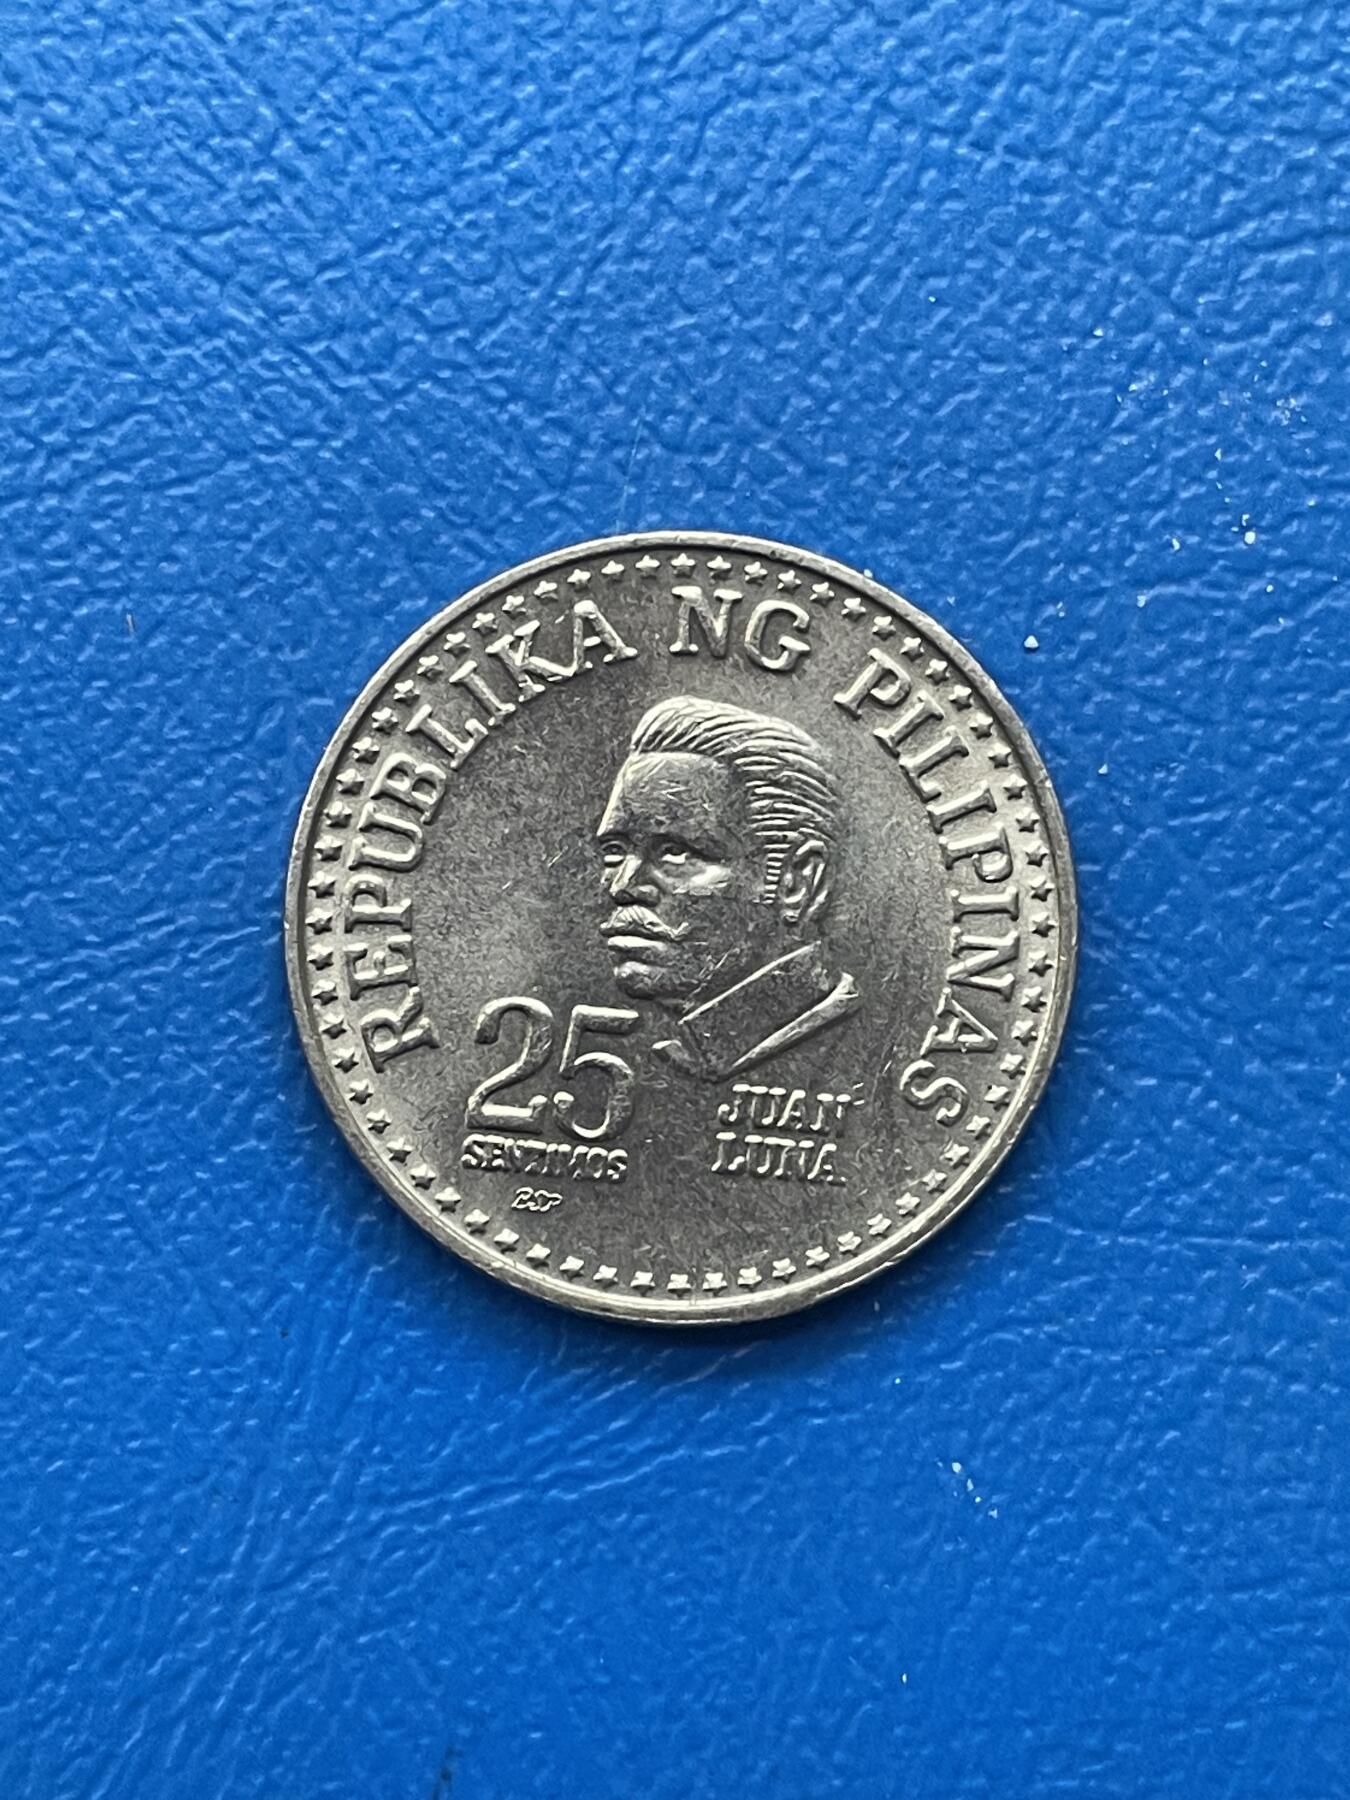 REPUBLIKA NG PILIPINAS
25
SENTIMOS
BSP
JUAN
LUNA